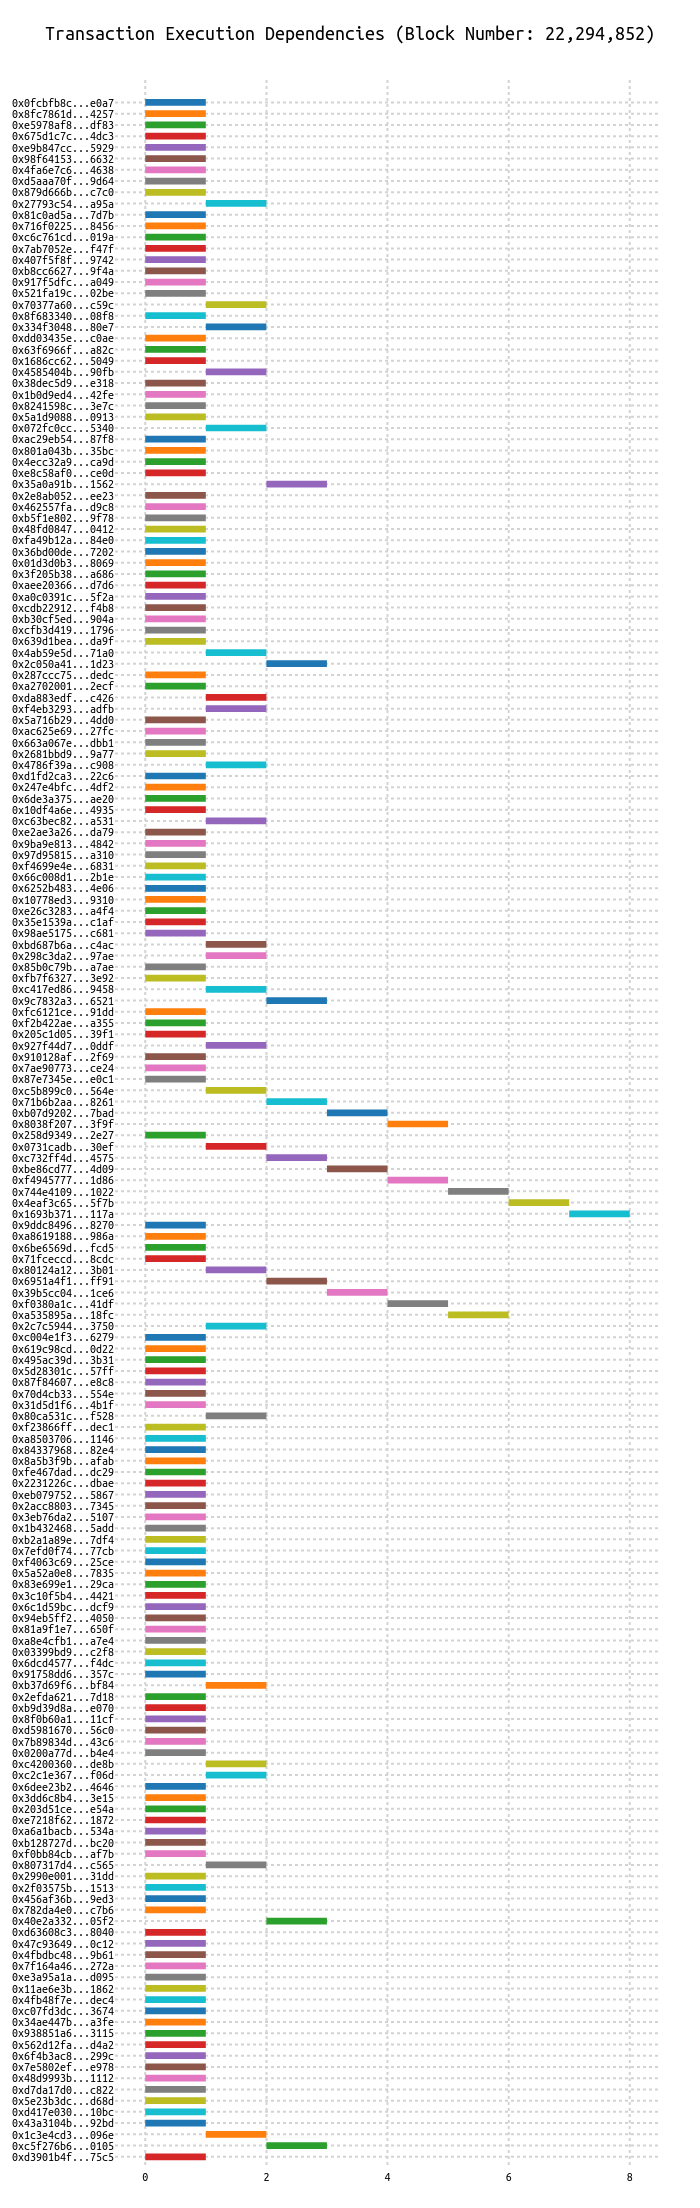 Transaction Execution Dependencies (Block Number: 22,294,852)
0x0fcbfb8c...e0a7
0x8fc7861d...4257
0xe5978af8...df83
0x675d1c7c...4dc3
0xe9b847cc...5929
0x98f64153...6632
0x4fa6e7c6...4638
0xd5aaa70f...9d64
0x879d666b...c7c0
0x27793c54...a95a
0x81c0ad5a...7d7b
0x716f0225...8456
0xc6c761cd...019a
0x7ab7052e...f47f
0x407f5f8f...9742
0xb8cc6627...9f4a
0x917f5dfc...a049
0x521fa19c...02be
0x70377a60...c59c
0x8f683340...08f8
0x334f3048...80e7
0xdd03435e...c0ae
0x63f6966f...a82c
0x1686cc62...5049
0x4585404b...90fb
0x38dec5d9...e318
0x1b0d9ed4...42fe
0x8241598c...3e7c
0x5a1d9088...0913
0x072fc0cc...5340
0xac29eb54...87f8
0x801a043b...35bc
0x4ecc32a9...ca9d
0xe8c58af0...ce0d
0x35a0a91b...1562
0x2e8ab052...ee23
0x462557fa...d9c8
0xb5f1e802...9f78
0x48fd0847...0412
0xfa49b12a...84e0
0x36bd00de...7202
0x01d3d0b3...8069
0x3f205b38...a686
0xaee20366...d7d6
0xa0c0391c...5f2a
0xcdb22912...f4b8
0xb30cf5ed...904a
0xcfb3d419...1796
0x639d1bea...da9f
0x4ab59e5d...71a0
0x2c050a41...1d23
0x287ccc75...dedc
0xa2702001...2ecf
0xda883edf...c426
0xf4eb3293...adfb
0x5a716b29...4dd0
0xac625e69...27fc
0x663a067e...dbb1
0x2681bbd9...9a77
0x4786f39a...c908
0xd1fd2ca3...22c6
0x247e4bfc...4df2
0x6de3a375...ae20
0x10df4a6e...4935
0xc63bec82...a531
0xe2ae3a26...da79
0x9ba9e813...4842
0x97d95815...a310
0xf4699e4e...6831
0x66c008d1...2b1e
0x6252b483...4e06
0x10778ed3...9310
0xe26c3283...a4f4
0x35e1539a...c1af
0x98ae5175...c681
0xbd687b6a...c4ac
0x298c3da2...97ae
0x85b0c79b...a7ae
0xfb7f6327...3e92
0xc417ed86...9458
0x9c7832a3...6521
0xfc6121ce...91dd
0xf2b422ae...a355
0x205c1d05...39f1
0x927f44d7...0ddf
0x910128af...2f69
0x7ae90773...ce24
0x87e7345e...e0c1
0xc5b899c0...564e
0x71b6b2aa...8261
0xb07d9202...7bad
0x8038f207...3f9f
0x258d9349...2e27
0x0731cadb...30ef
0xc732ff4d...4575
0xbe86cd77...4d09
0xf4945777...1d86
0x744e4109...1022
0x4eaf3c65...5f7b
0x1693b371...117a
0x9ddc8496...8270
0xa8619188...986a
0x6be6569d...fcd5
0x71fceccd...8cdc
0x80124a12...3b01
0x6951a4f1...ff91
0x39b5cc04...1ce6
0xf0380a1c...41df
0xa535895a...18fc
0x2c7c5944...3750
0xc004e1f3...6279
0x619c98cd...0d22
0x495ac39d...3b31
0x5d28301c...57ff
0x87f84607...e8c8
0x70d4cb33...554e
0x31d5d1f6...4b1f
0x80ca531c...f528
0xf23866ff...dec1
0xa8503706...1146
0x84337968...82e4
0x8a5b3f9b...afab
0xfe467dad...dc29
0x2231226c...dbae
0xeb079752...5867
0x2acc8803...7345
0x3eb76da2...5107
0x1b432468...5add
0xb2a1a89e...7df4
0x7efd0f74...77cb
0xf4063c69...25ce
0x5a52a0e8...7835
0x83e699e1...29ca
0x3c10f5b4...4421
0x6c1d59bc...dcf9
0x94eb5ff2...4050
0x81a9f1e7...650f
0xa8e4cfb1...a7e4
0x03399bd9...c2f8
0x6dcd4577...f4dc
0x91758dd6...357c
0xb37d69f6...bf84
0x2efda621...7d18
0xb9d39d8a...e070
0x8f0b60a1...11cf
0xd5981670...56c0
0x7b89834d...43c6
0x0200a77d...b4e4
0xc4200360...de8b
0xc2c1e367...f06d
0x6dee23b2...4646
0x3dd6c8b4...3e15
0x203d51ce...e54a
0xe7218f62...1872
0xa6a1bacb...534a
0xb128727d...bc20
0xf0bb84cb...af7b
0x807317d4...c565
0x2990e001...31dd
0x2f03575b...1513
0x456af36b...9ed3
0x782da4e0...c7b6
0x40e2a332...05f2
0xd63608c3...8040
0x47c93649...0c12
0x4fbdbc48...9b61
0x7f164a46...272a
0xe3a95a1a...d095
0x11ae6e3b...1862
0x4fb48f7e...dec4
0xc07fd3dc...3674
0x34ae447b...a3fe
0x938851a6...3115
0x562d12fa...d4a2
0x6f4b3ac8...299c
0x7e5802ef...e978
0x48d9993b...1112
0xd7da17d0...c822
0x5e23b3dc...d68d
0xd417e030...10bc
0x43a3104b...92bd
0x1c3e4cd3...096e
0xc5f276b6...0105
0xd3901b4f...75c5
0 2 4 6 8